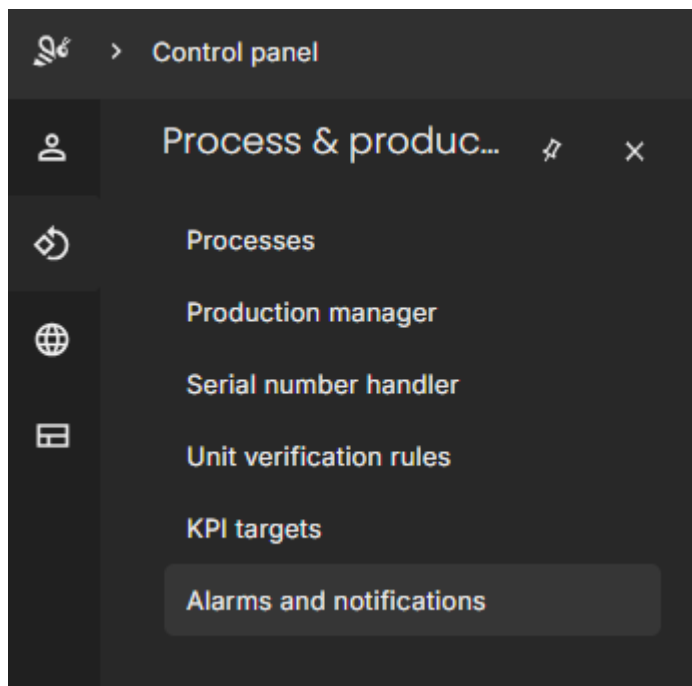 Control panel
Process & produc...
Processes
Production manager
Serial number handler
Unit verification rules
KPI targets
Alarms and notifications